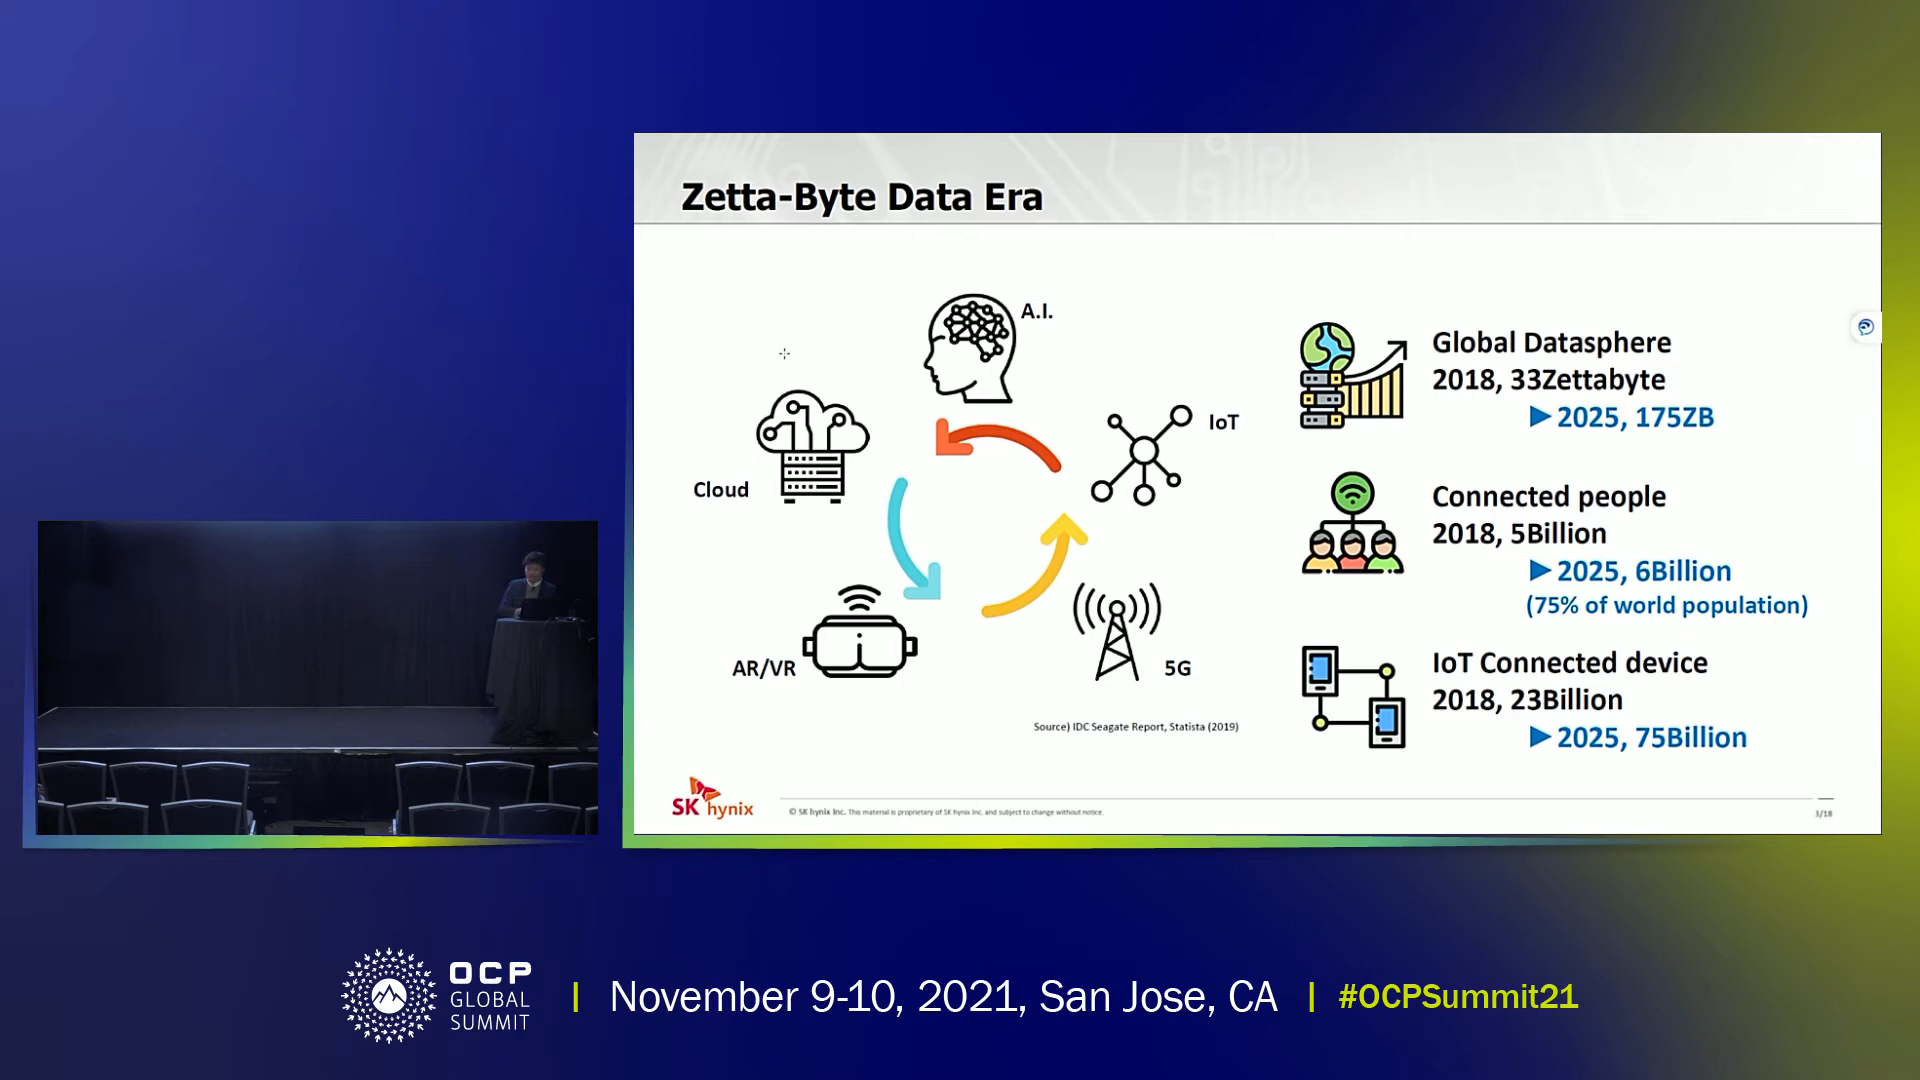 Zetta-Byte Data Era
A.I.
IoT
Cloud
AR/VR
5G
Source) IDC Seagate Report, Statista (2019)
Global Datasphere
2018, 33Zettabyte
▶ 2025, 175ZB
Connected people
2018, 5Billion
▶ 2025, 6Billion
(75% of world population)
IoT Connected device
2018, 23Billion
▶ 2025, 75Billion
SK hynix
© SK hynix Inc. This material is proprietary of SK hynix Inc. and subject to change without notice.
3/18
OCP
GLOBAL
SUMMIT
| November 9-10, 2021, San Jose, CA | #OCPSummit21